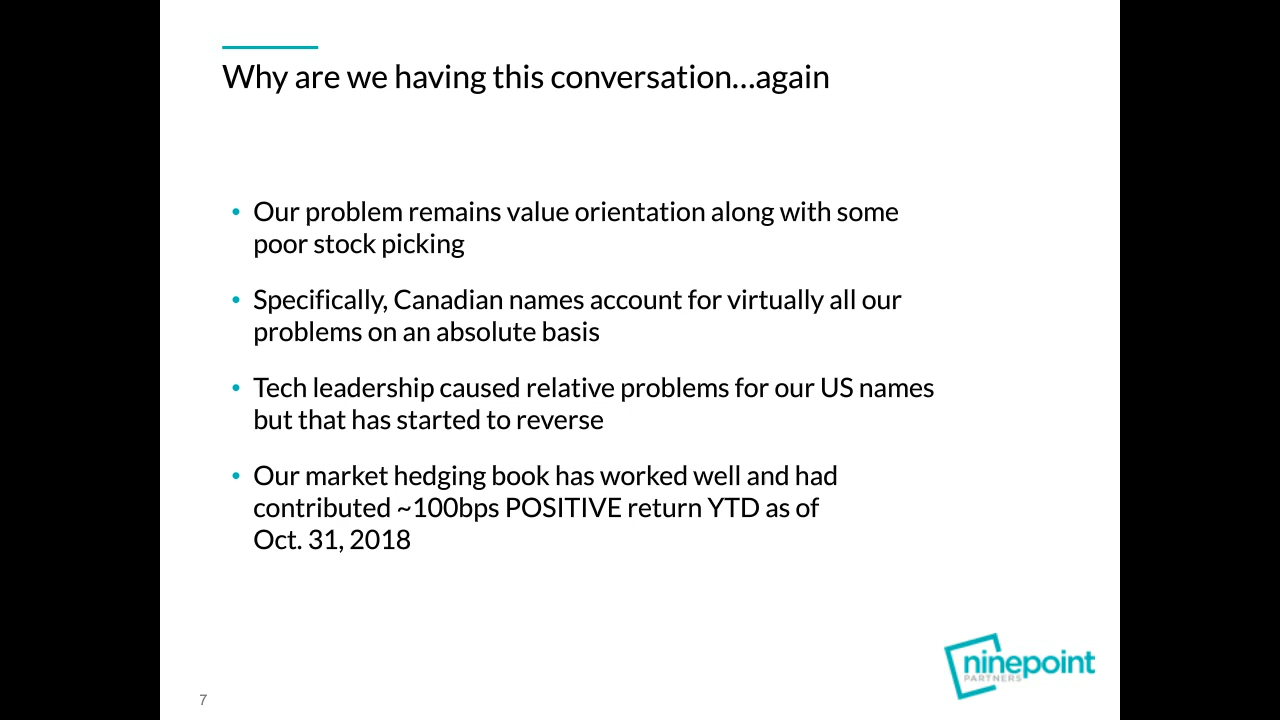 Why are we having this conversation...again
• Our problem remains value orientation along with some
poor stock picking
• Specifically, Canadian names account for virtually all our
problems on an absolute basis
• Tech leadership caused relative problems for our US names
but that has started to reverse
• Our market hedging book has worked well and had
contributed ~100bps POSITIVE return YTD as of
Oct. 31, 2018
ninepoint
PARTNERS
7